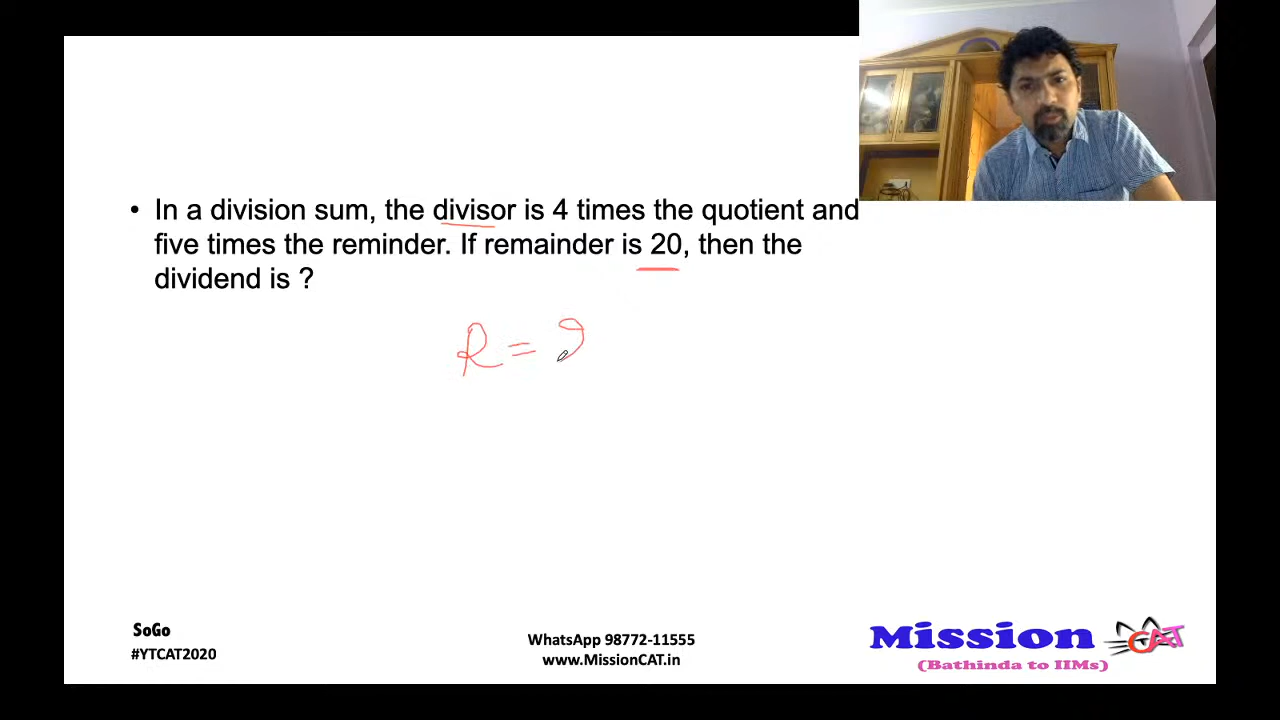 • In a division sum, the divisor is 4 times the quotient and
five times the reminder. If remainder is 20, then the
dividend is ?
R =
SoGo
#YTCAT2020
WhatsApp 98772-11555
www.MissionCAT.in
Mission CAT
(Bathinda to IIMs)